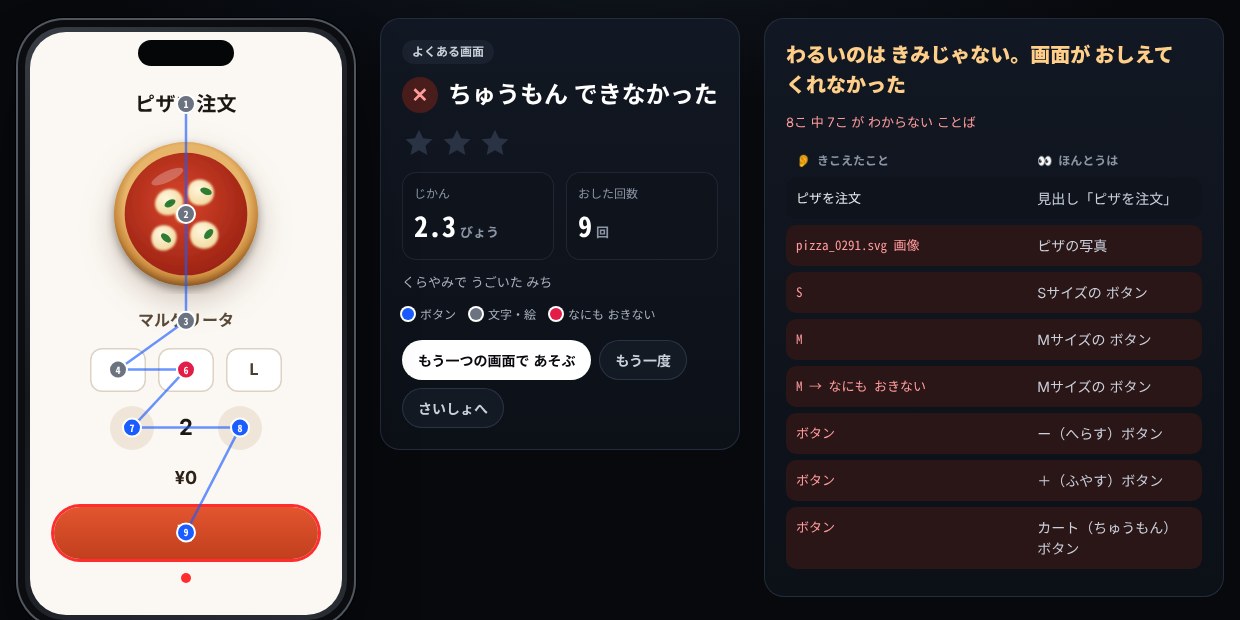 ピザ 1 注文
2
マルゲリータ
3
4
6
L
7
2
8
¥0
9
よくある画面
ちゅうもん できなかった
じかん
2.3 びょう
おした回数
9 回
くらやみで うごいた みち
ボタン
文字・絵
なにも おきない
もう一つの画面で あそぶ
もう一度
さいしょへ
わるいのは きみじゃない。画面が おしえて
くれなかった
8こ 中 7こ が わからない ことば
きこえたこと
ほんとうは
ピザを注文
見出し「ピザを注文」
pizza_0291.svg 画像
ピザの写真
S
Sサイズの ボタン
M
Mサイズの ボタン
M → なにも おきない
Mサイズの ボタン
ボタン
ー（へらす）ボタン
ボタン
＋（ふやす）ボタン
ボタン
カート（ちゅうもん）
ボタン